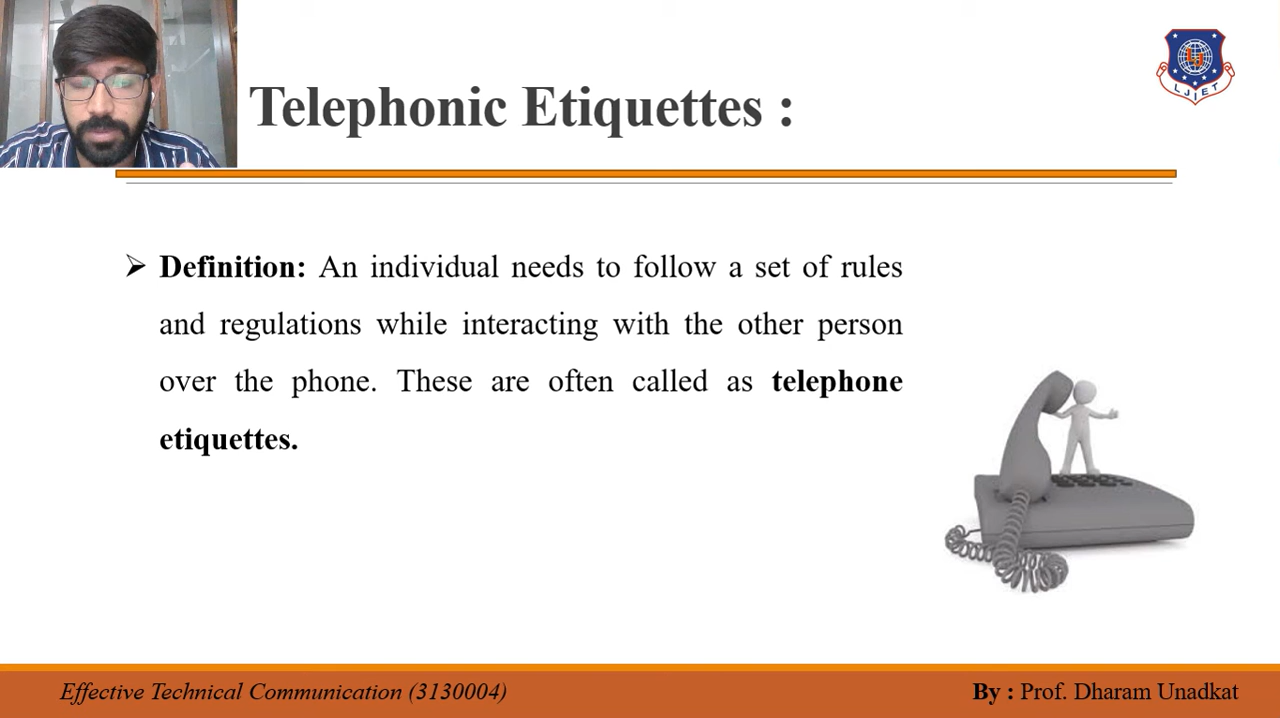 Telephonic Etiquettes :
LJIET
➢ Definition: An individual needs to follow a set of rules
and regulations while interacting with the other person
over the phone. These are often called as telephone
etiquettes.
Effective Technical Communication (3130004)
By : Prof. Dharam Unadkat